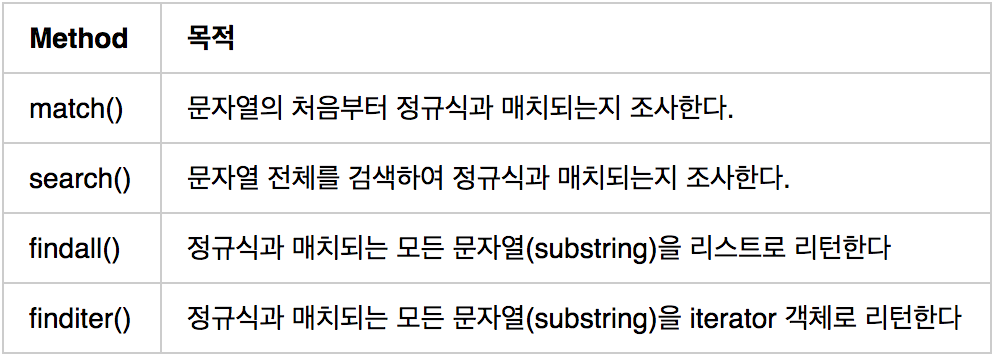 Method 목적
match() 문자열의 처음부터 정규식과 매치되는지 조사한다.
search() 문자열 전체를 검색하여 정규식과 매치되는지 조사한다.
findall() 정규식과 매치되는 모든 문자열(substring)을 리스트로 리턴한다
finditer() 정규식과 매치되는 모든 문자열(substring)을 iterator 객체로 리턴한다